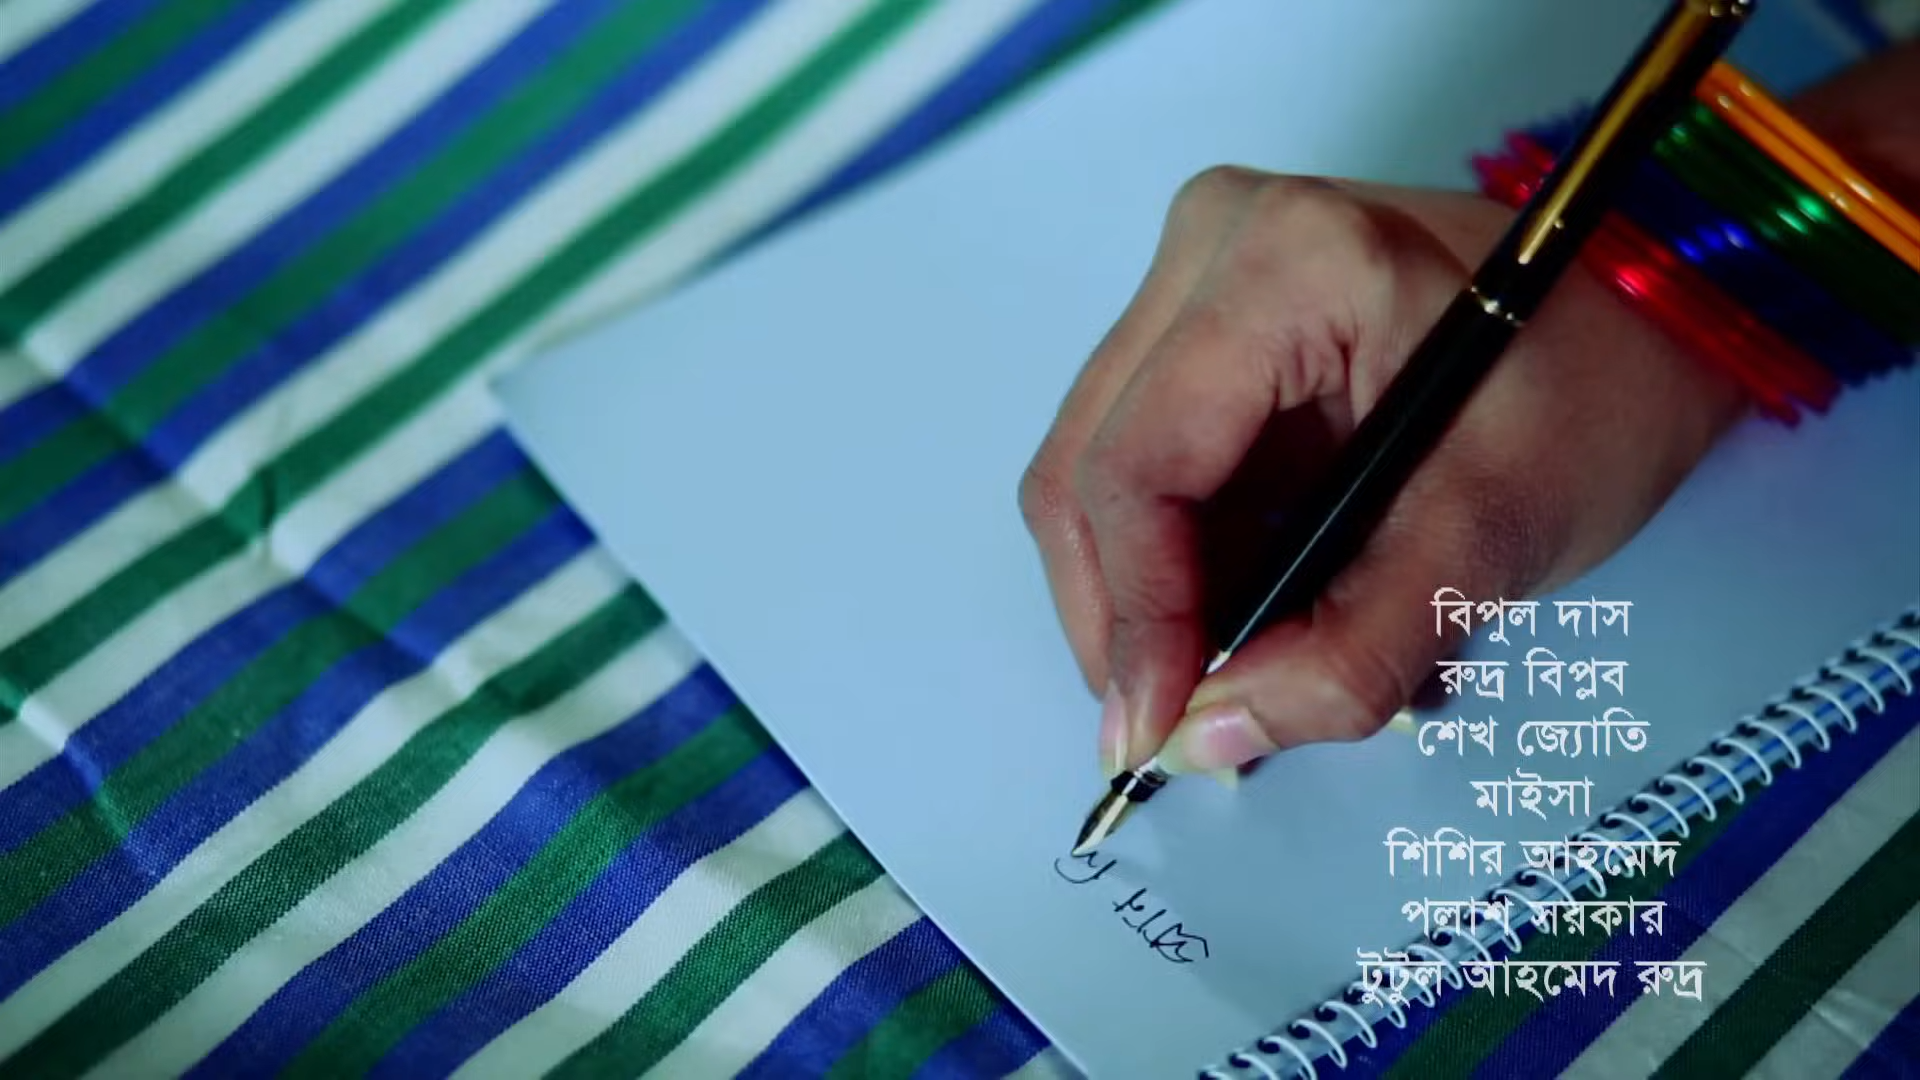 বিপুল দাস
রুদ্র বিপ্লব
শেখ জ্যোতি
মাইসা
শিশির আহমেদ
পলাশ সরকার
টুটুল আহমেদ রুদ্র